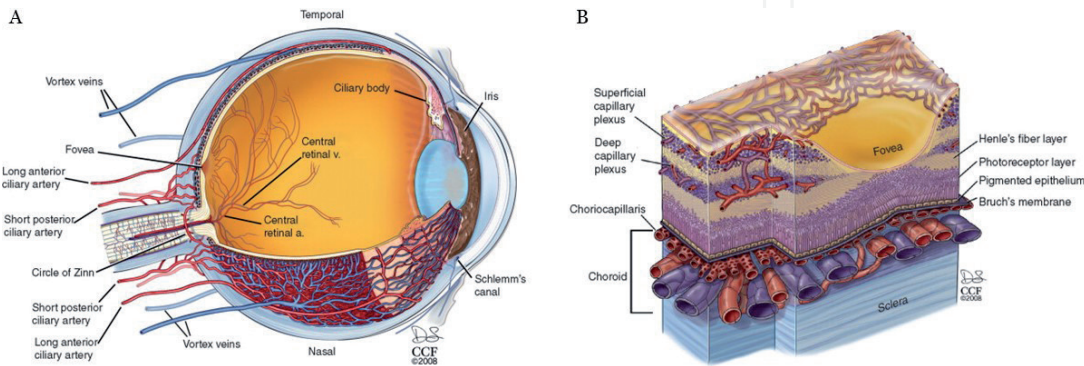 A
Temporal
Vortex veins
Fovea
Long anterior
ciliary artery
Short posterior
ciliary artery
Circle of Zinn
Short posterior
ciliary artery
Long anterior
ciliary artery
Vortex veins
Nasal
Ciliary body
Iris
Central
retinal v.
Central
retinal a.
Schlemm's
canal
CCF
©2008
B
Superficial
capillary
plexus
Deep
capillary
plexus
Choriocapillaris
Choroid
Fovea
Henle's fiber layer
Photoreceptor layer
Pigmented epithelium
Bruch's membrane
Sclera
CCF
©2008